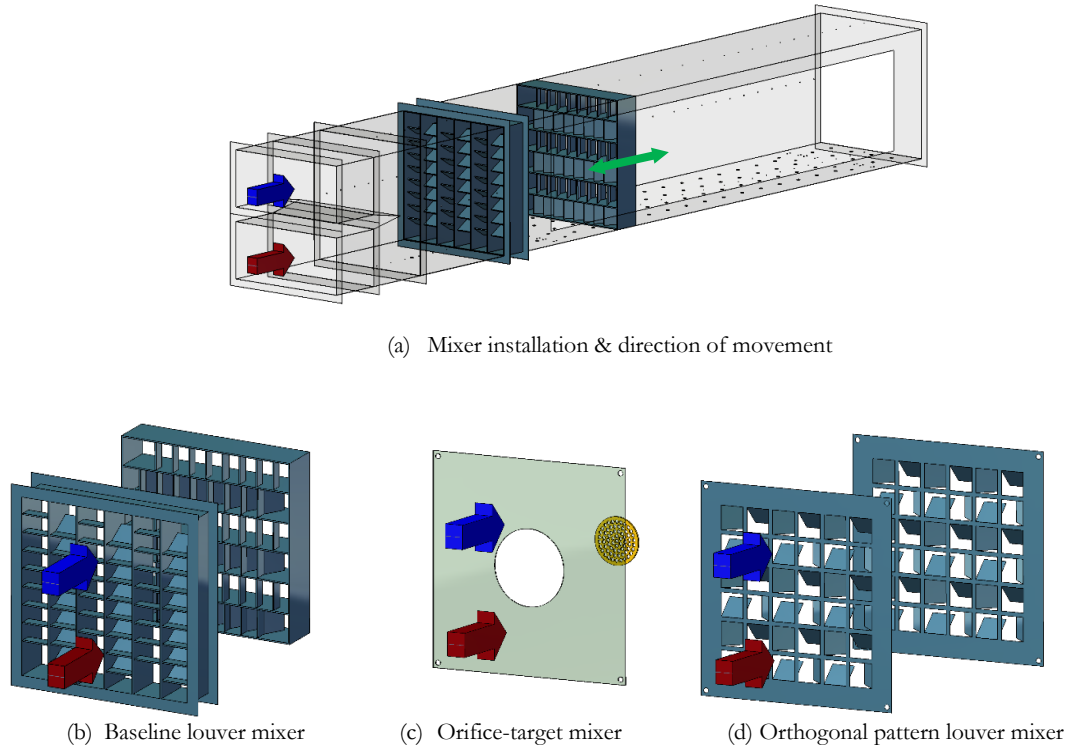 (a) Mixer installation & direction of movement
(b) Baseline louver mixer
(c) Orifice-target mixer
(d) Orthogonal pattern louver mixer